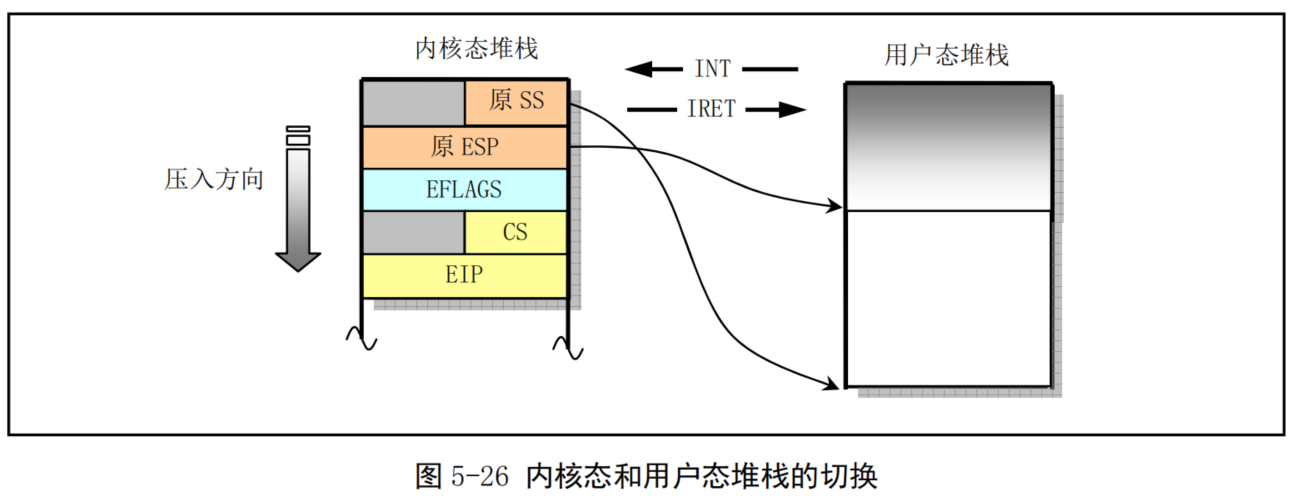 内核态堆栈
用户态堆栈
INT
IRET
原 SS
原 ESP
EFLAGS
CS
EIP
压入方向
图 5-26 内核态和用户态堆栈的切换